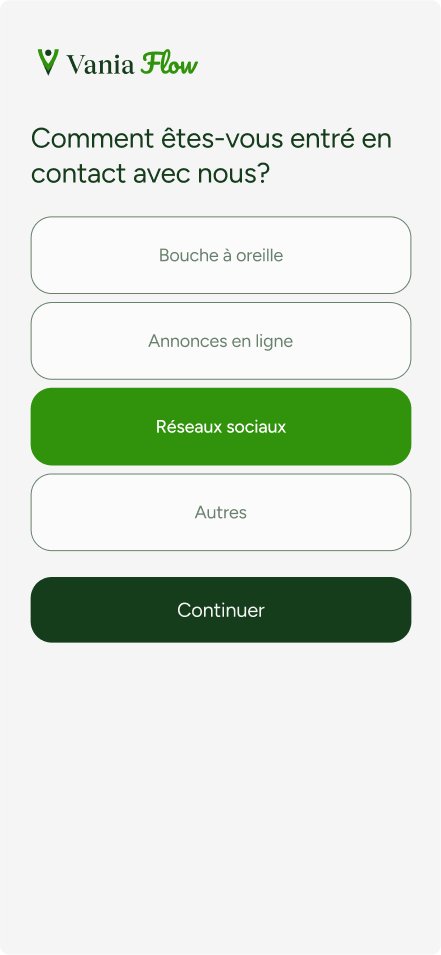 Vania Flow
Comment êtes-vous entré en
contact avec nous?
Bouche à oreille
Annonces en ligne
Réseaux sociaux
Autres
Continuer